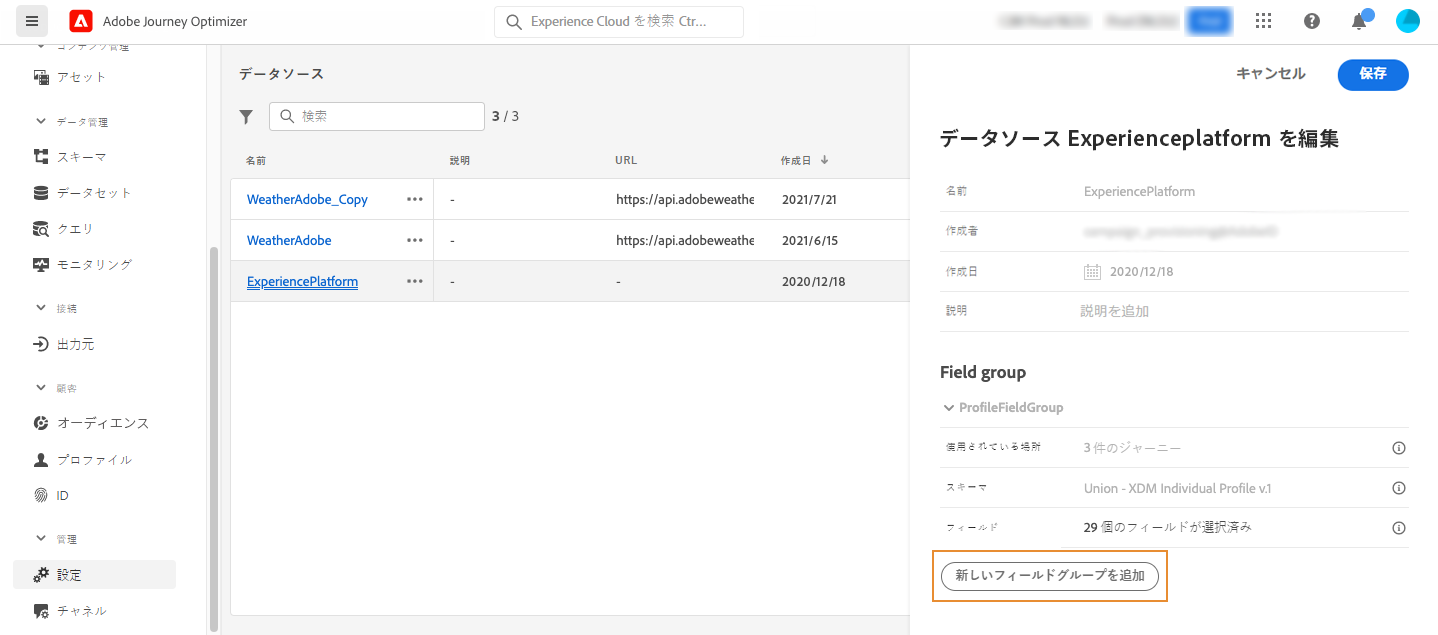 Adobe Journey Optimizer
Experience Cloud を検索 Ctr...
コンテンツ管理
アセット
データ管理
スキーマ
データセット
クエリ
モニタリング
接続
出力元
顧客
オーディエンス
プロファイル
ID
管理
設定
チャネル
データソース
検索
3 / 3
名前 説明 URL 作成日
WeatherAdobe_Copy ••• - https://api.adobeweathe 2021/7/21
WeatherAdobe ••• - https://api.adobeweathe 2021/6/15
ExperiencePlatform ••• - - 2020/12/18
キャンセル 保存
データソース Experienceplatform を編集
名前 ExperiencePlatform
作成者
作成日 2020/12/18
説明 説明を追加
Field group
ProfileFieldGroup
使用されている場所 3 件のジャーニー
スキーマ Union - XDM Individual Profile v.1
フィールド 29 個のフィールドが選択済み
新しいフィールドグループを追加